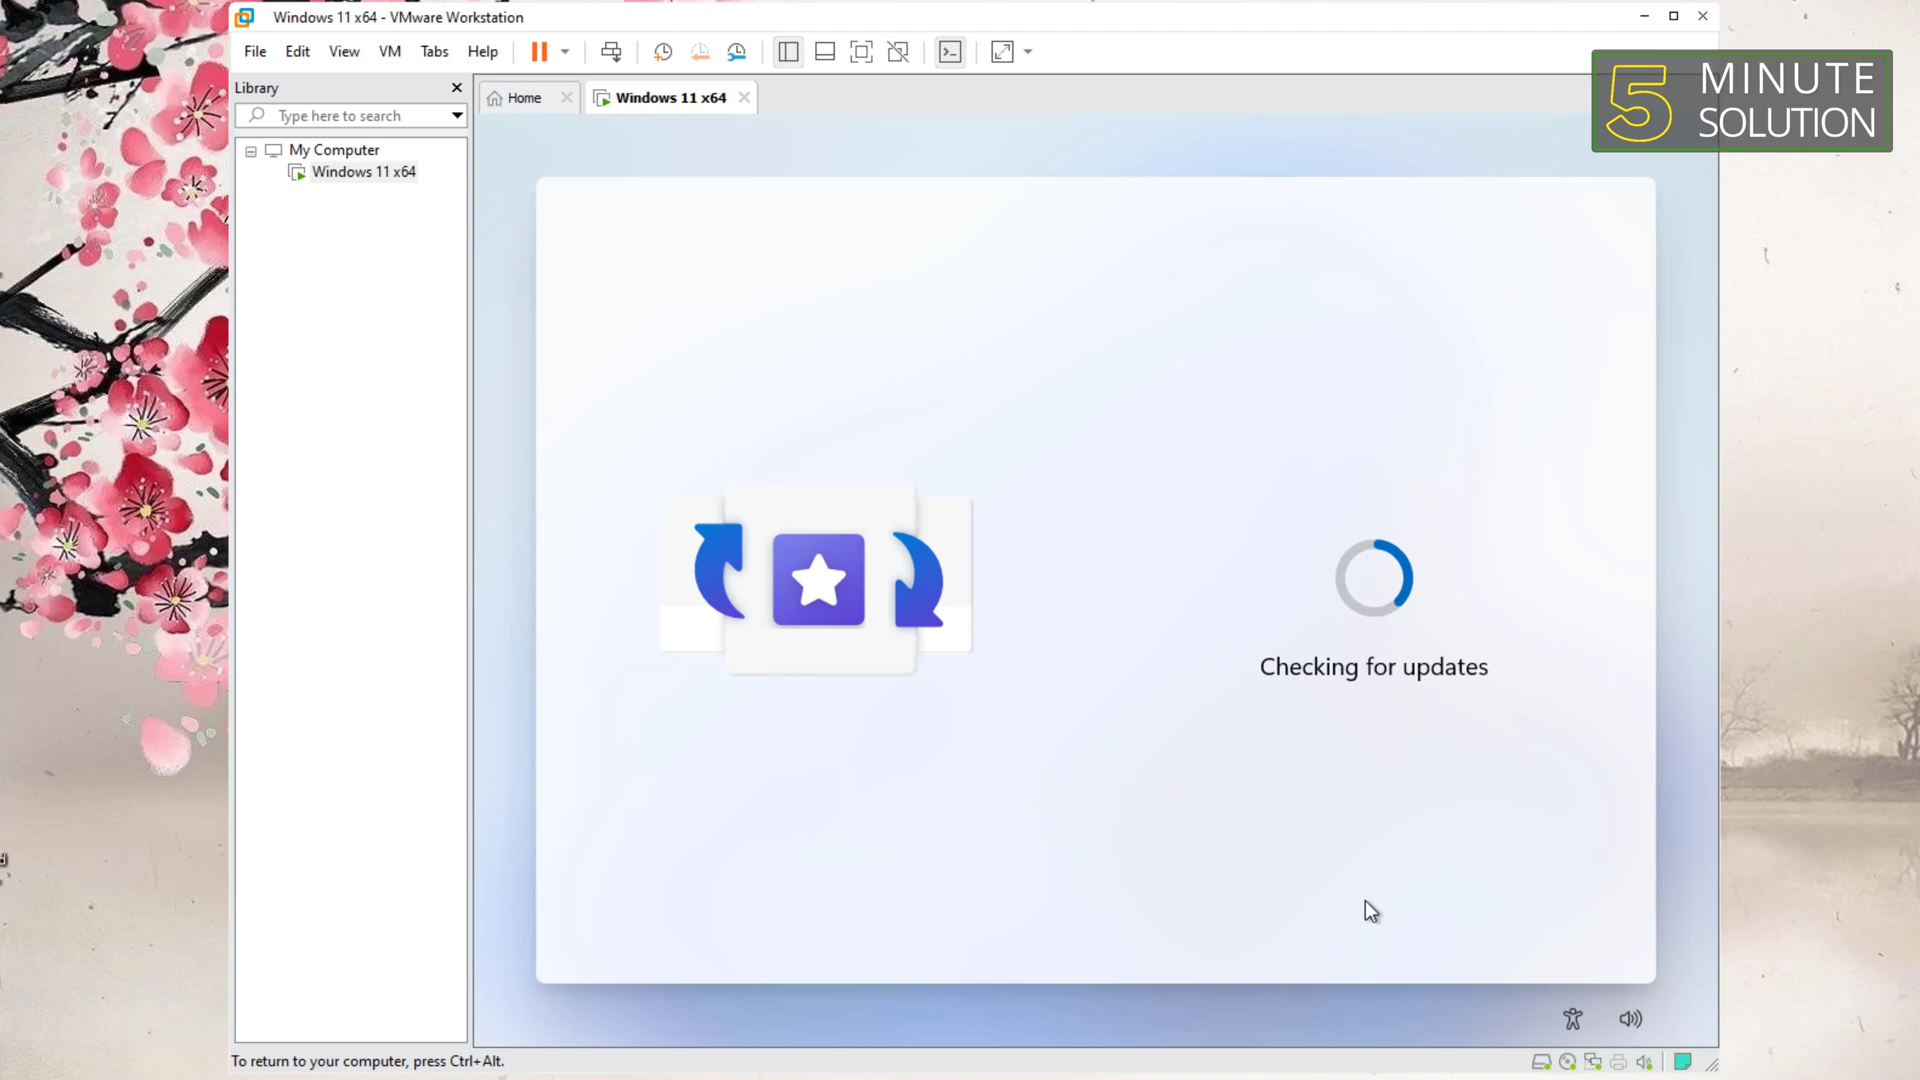 Windows 11 x64 - VMware Workstation
File Edit View VM Tabs Help
5 MINUTE SOLUTION
Library
Home
Windows 11 x64
Type here to search
My Computer
Windows 11 x64
Checking for updates
To return to your computer, press Ctrl+Alt.